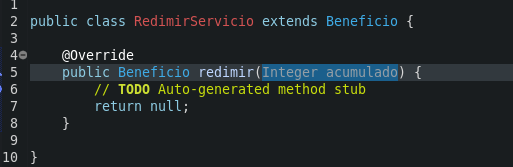 1
2 public class RedimirServicio extends Beneficio {
3
4 @Override
5 public Beneficio redimir(Integer acumulado) {
6 // TODO Auto-generated method stub
7 return null;
8 }
9
10 }